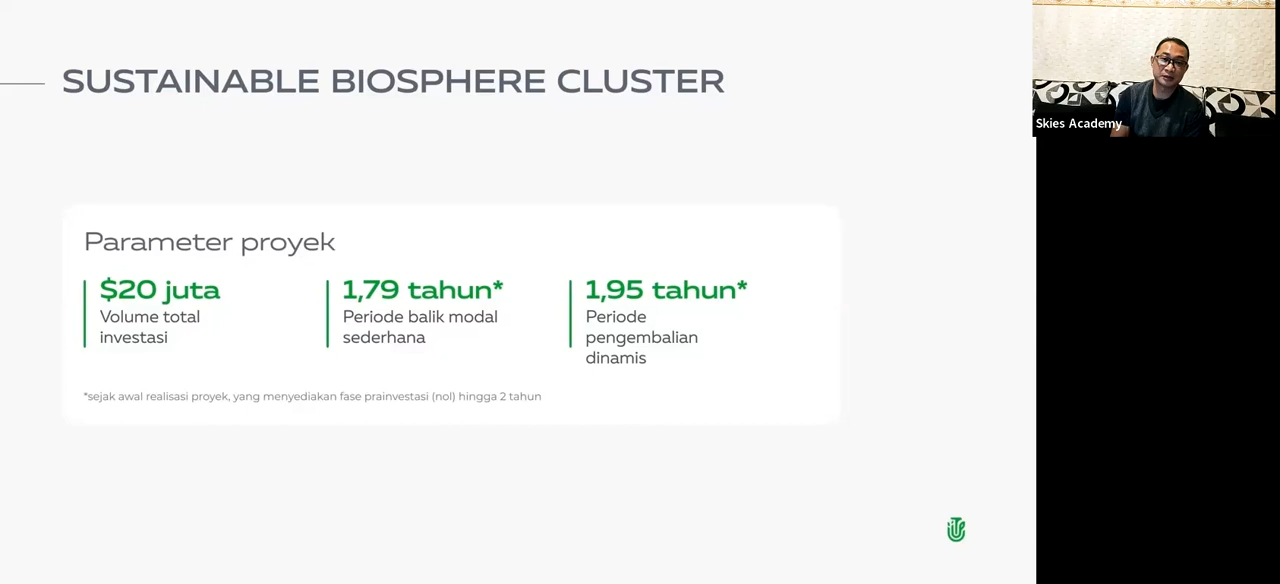 SUSTAINABLE BIOSPHERE CLUSTER
Skies Academy
Parameter proyek
$20 juta
Volume total
investasi
1,79 tahun*
Periode balik modal
sederhana
1,95 tahun*
Periode
pengembalian
dinamis
*sejak awal realisasi proyek, yang menyediakan fase prainvestasi (nol) hingga 2 tahun